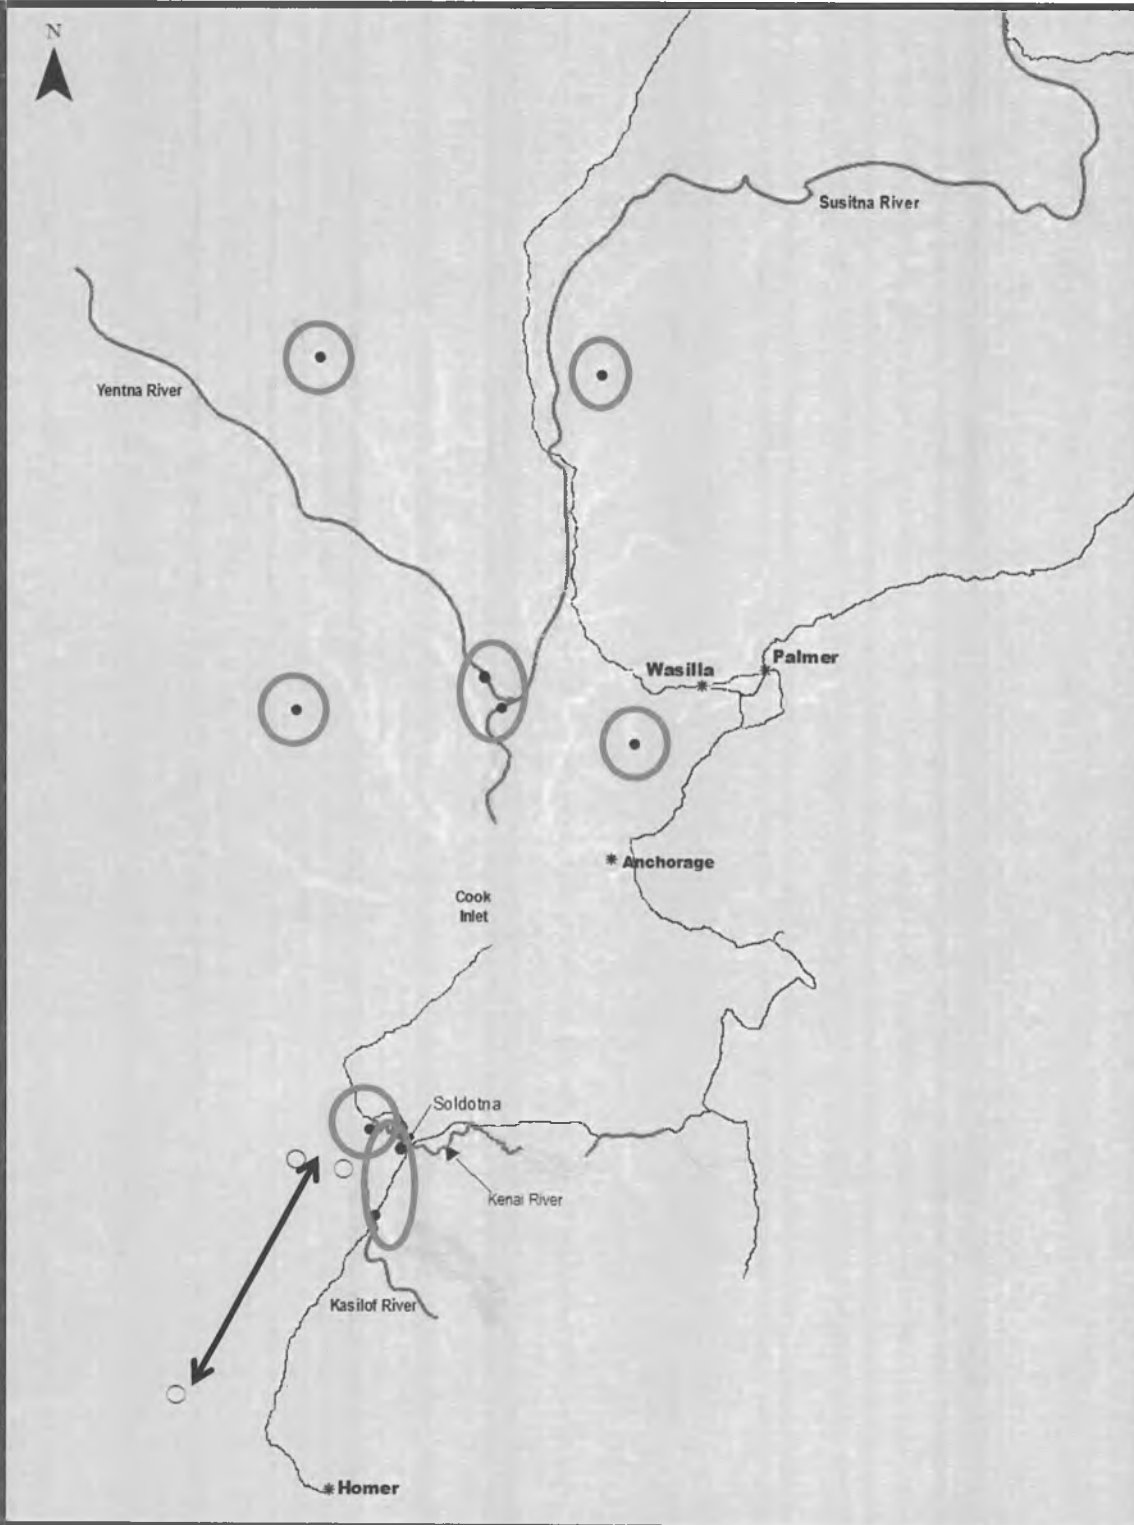 N
Susitna River
Yentna River
Palmer
Wasilla
Anchorage
Cook
Inlet
Soldotna
Kenai River
Kasilof River
Homer